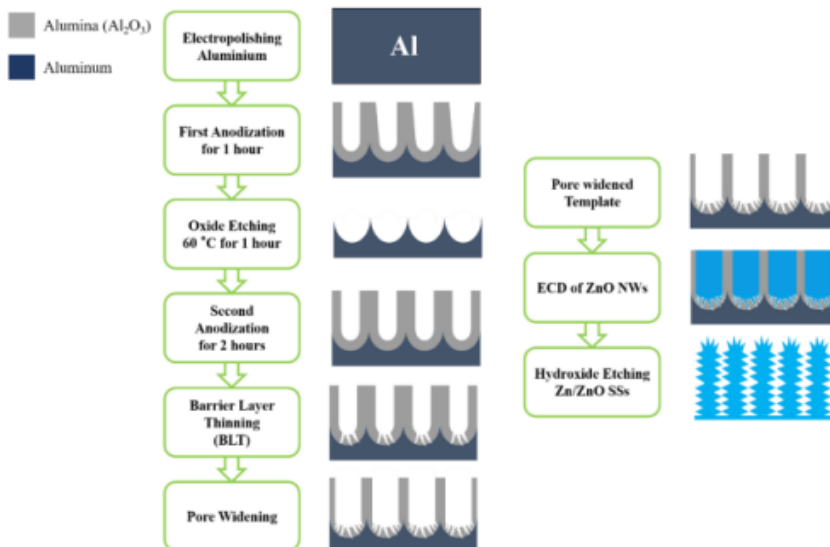 Alumina (Al₂O₃)
Aluminum
Electropolishing
Aluminium
Al
First Anodization
for 1 hour
Oxide Etching
60 °C for 1 hour
Second
Anodization
for 2 hours
Barrier Layer
Thinning
(BLT)
Pore Widening
Pore widened
Template
ECD of ZnO NWs
Hydroxide Etching
Zn/ZnO SSs